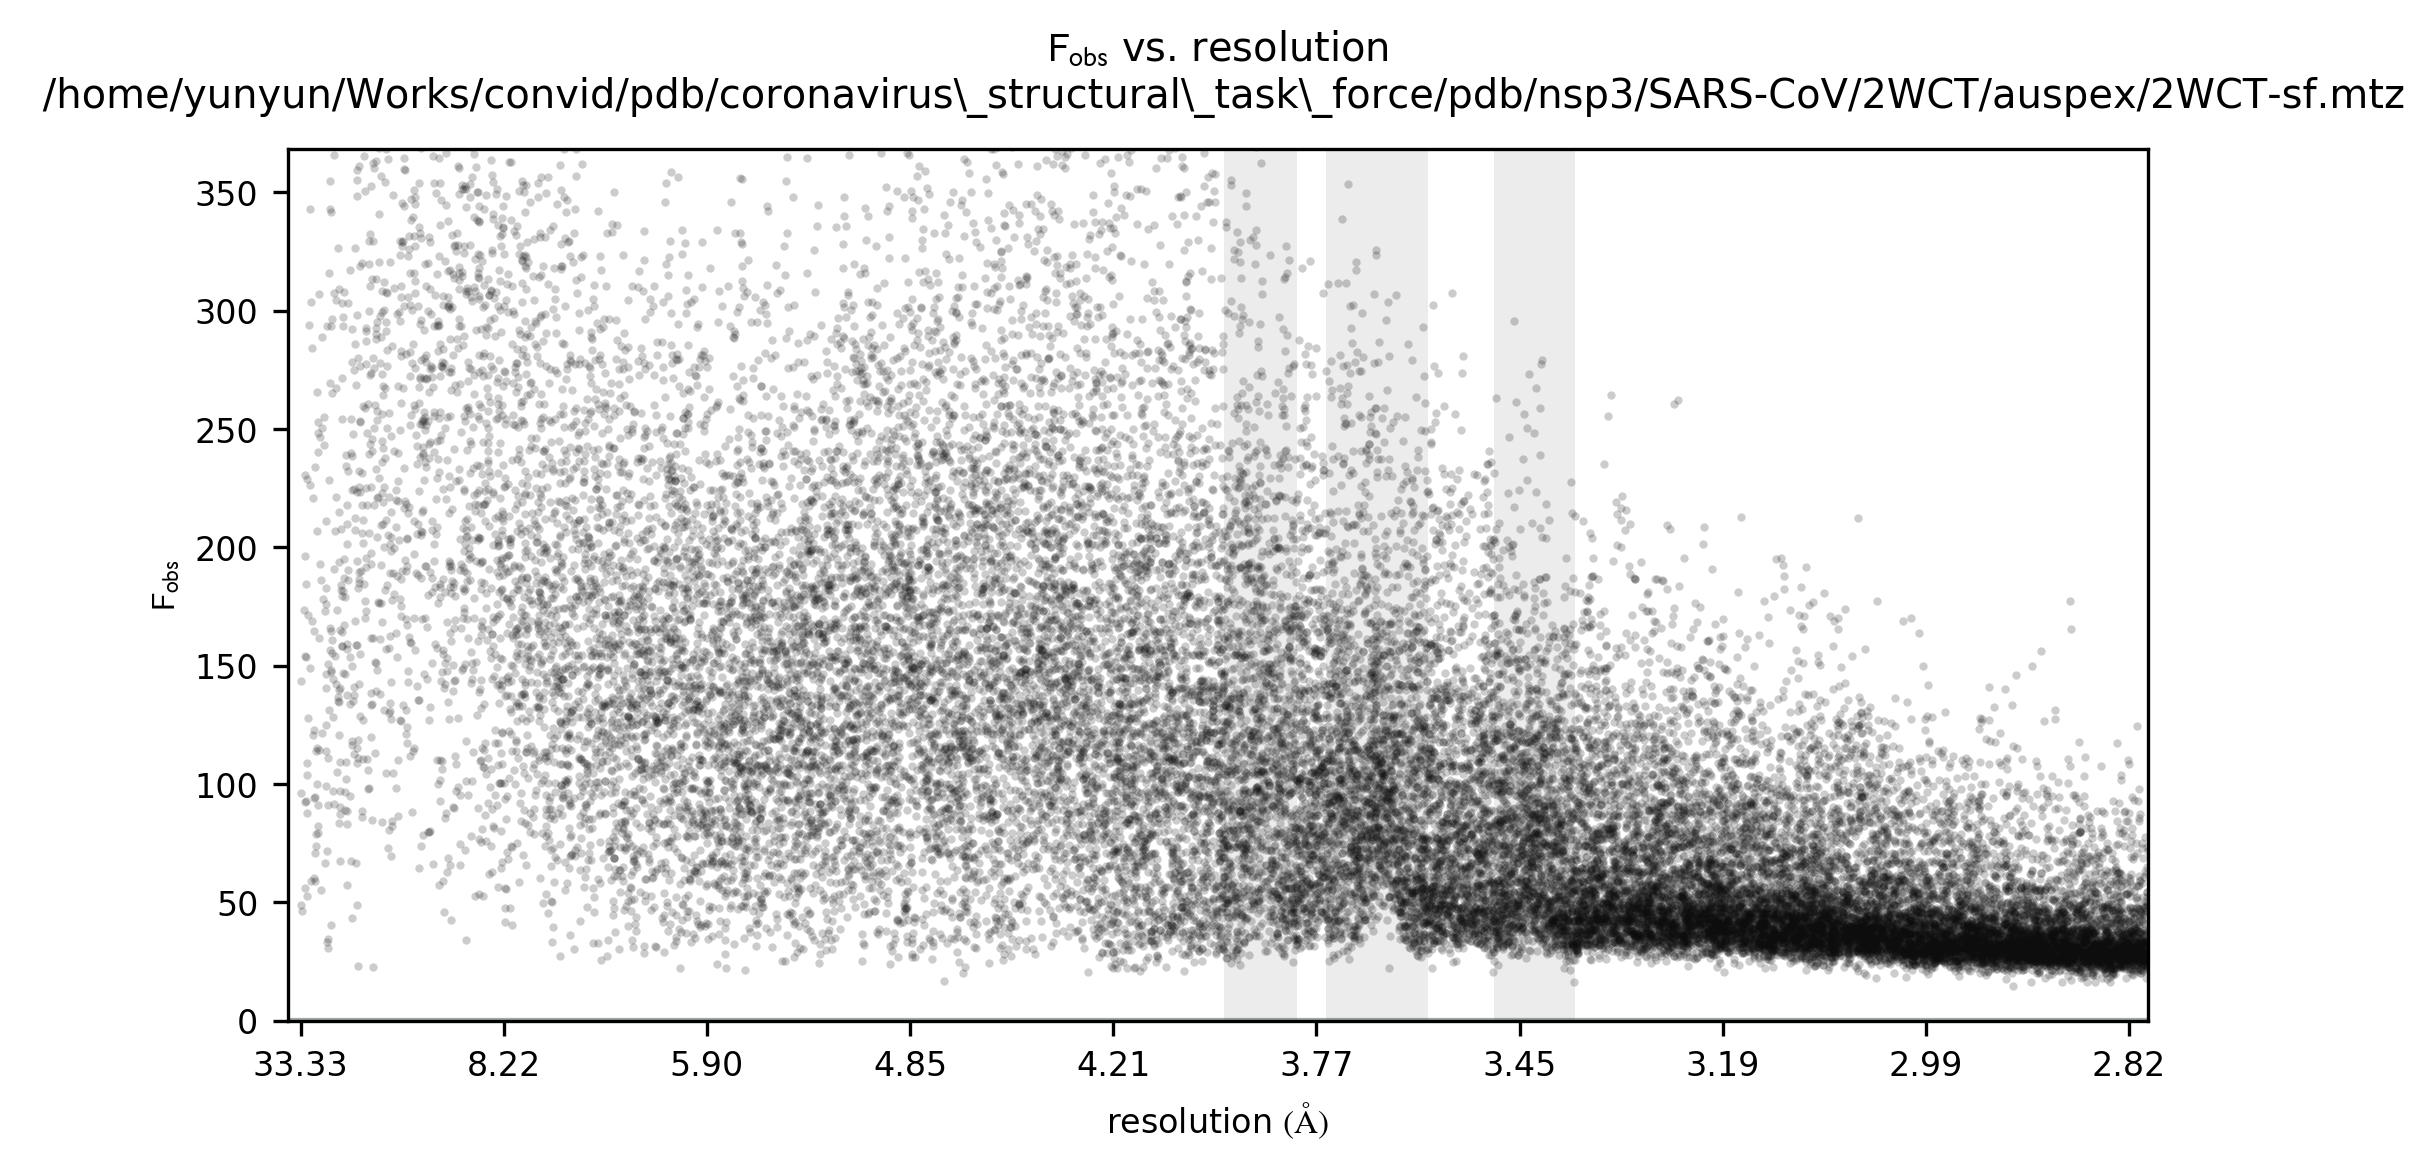 Fobs vs. resolution
/home/yunyun/Works/convid/pdb/coronavirus\_structural\_task\_force/pdb/nsp3/SARS-CoV/2WCT/auspex/2WCT-sf.mtz
350
300
250
200
150
100
50
0
Fobs
33.33 8.22 5.90 4.85 4.21 3.77 3.45 3.19 2.99 2.82
resolution (Å)